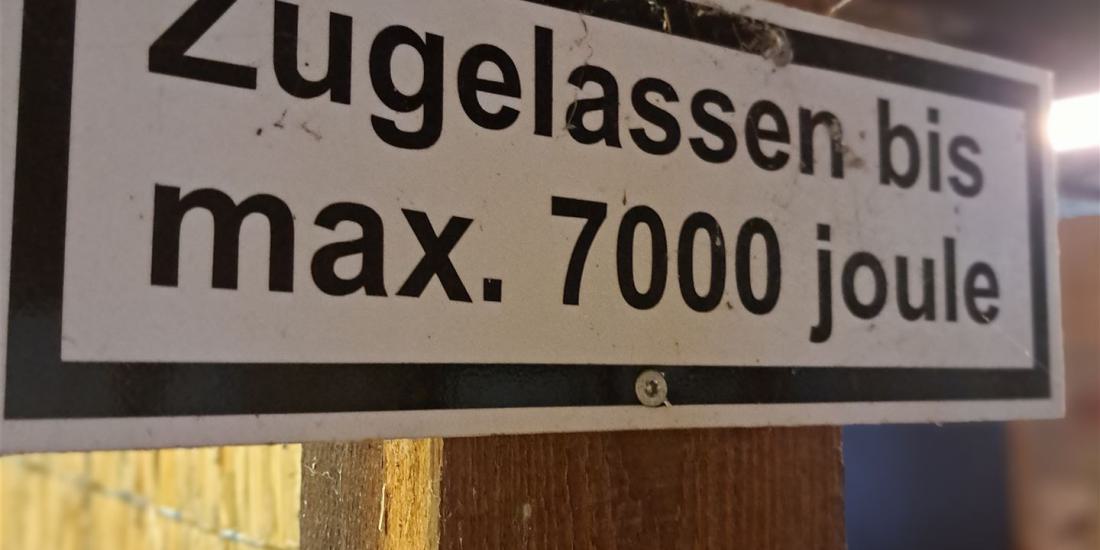 Zugelassen bis
max. 7000 joule